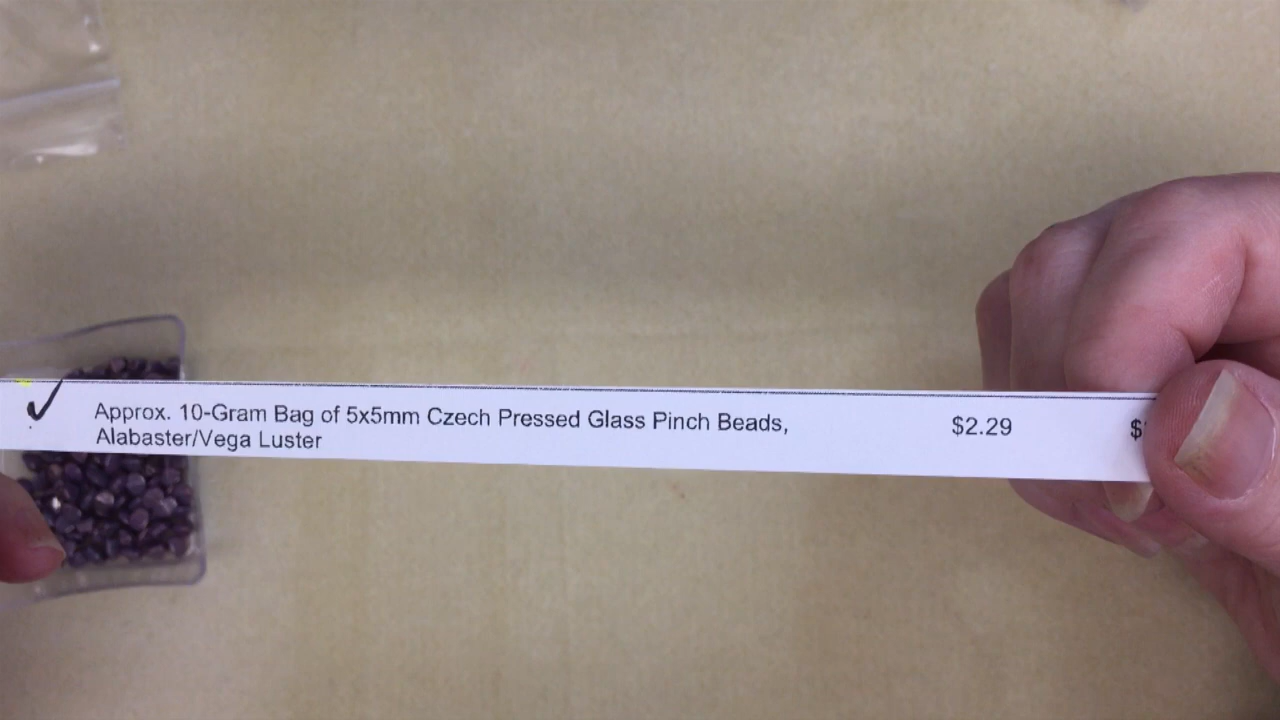 Approx. 10-Gram Bag of 5x5mm Czech Pressed Glass Pinch Beads, $2.29 $
Alabaster/Vega Luster